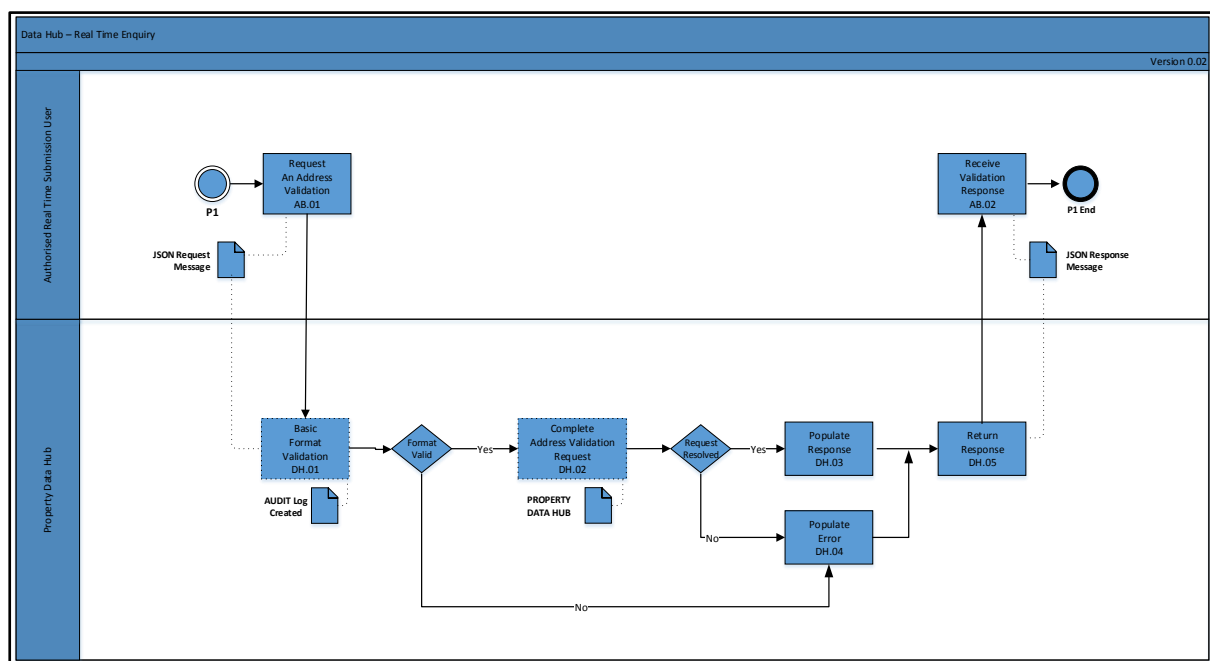 Data Hub – Real Time Enquiry
Version 0.02
Authorised Real Time Submission User
P1
Request
An Address
Validation
AB.01
JSON Request
Message
Receive
Validation
Response
AB.02
P1 End
JSON Response
Message
Property Data Hub
Basic
Format
Validation
DH.01
AUDIT Log
Created
Format
Valid
Yes
No
Complete
Address Validation
Request
DH.02
PROPERTY
DATA HUB
Request
Resolved
Yes
No
Populate
Response
DH.03
Populate
Error
DH.04
Return
Response
DH.05